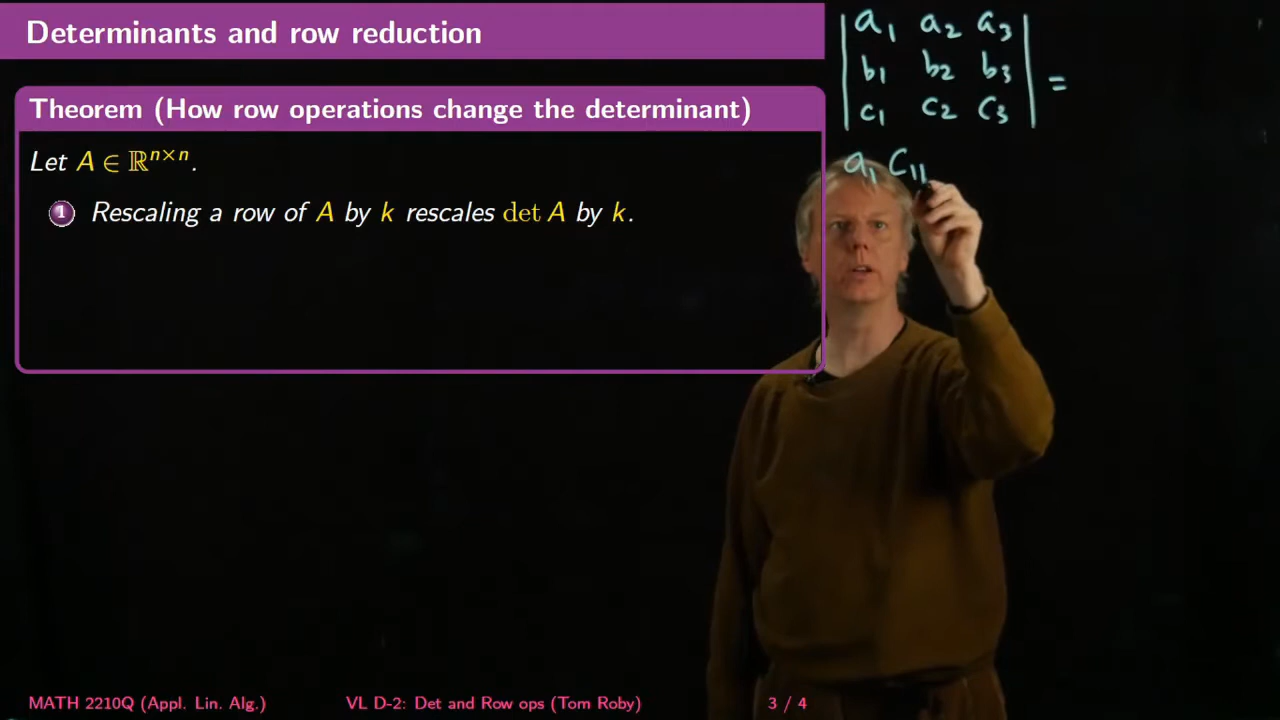 Determinants and row reduction
Theorem (How row operations change the determinant)
Let A ∈ ℝⁿˣⁿ.
1 Rescaling a row of A by k rescales det A by k.
| a₁ a₂ a₃ |
| b₁ b₂ b₃ | =
| c₁ c₂ c₃ |
a₁ C₁₁
MATH 2210Q (Appl. Lin. Alg.) VL D-2: Det and Row ops (Tom Roby) 3 / 4